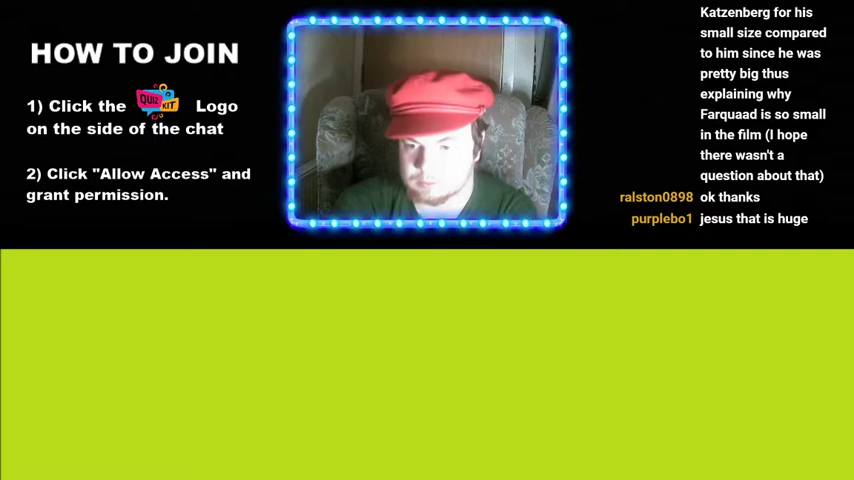 HOW TO JOIN
1) Click the QUIZ KIT Logo
on the side of the chat
2) Click "Allow Access" and
grant permission.
Katzenberg for his
small size compared
to him since he was
pretty big thus
explaining why
Farquaad is so small
in the film (I hope
there wasn't a
question about that)
ralston0898 ok thanks
purplebo1 jesus that is huge